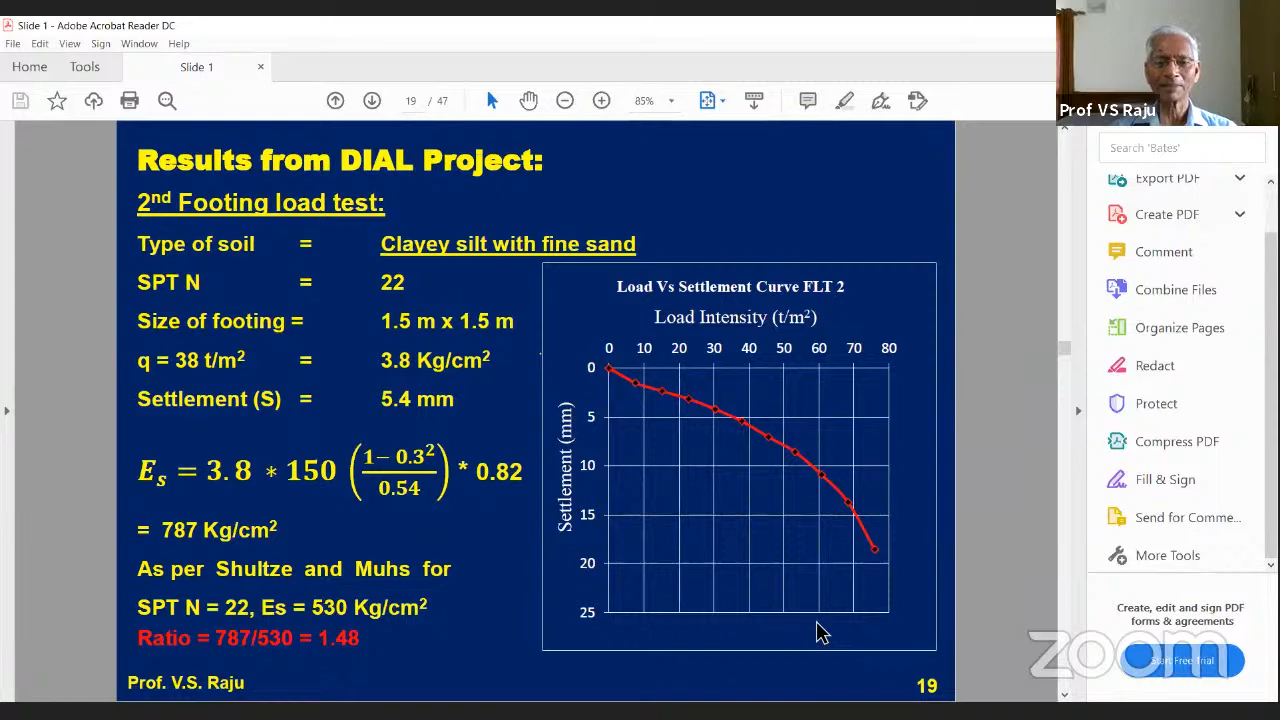 Slide 1 - Adobe Acrobat Reader DC
File Edit View Sign Window Help
Home Tools Slide 1 ×
19 / 47 85%
Prof VS Raju
Search 'Bates'
Export PDF
Create PDF
Comment
Combine Files
Organize Pages
Redact
Protect
Compress PDF
Fill & Sign
Send for Comme...
More Tools
Create, edit and sign PDF
forms & agreements
Start Free Trial
zoom
Results from DIAL Project:
2nd Footing load test:
Type of soil = Clayey silt with fine sand
SPT N = 22
Size of footing = 1.5 m x 1.5 m
q = 38 t/m² = 3.8 Kg/cm²
Settlement (S) = 5.4 mm
Eₛ = 3.8 * 150 (1− 0.3² / 0.54) * 0.82
= 787 Kg/cm²
As per Shultze and Muhs for
SPT N = 22, Es = 530 Kg/cm²
Ratio = 787/530 = 1.48
Load Vs Settlement Curve FLT 2
Load Intensity (t/m²)
0 10 20 30 40 50 60 70 80
Settlement (mm)
0
5
10
15
20
25
Prof. V.S. Raju
19